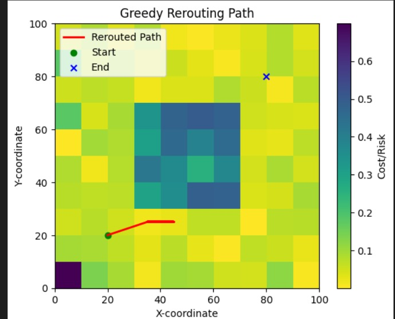 Greedy Rerouting Path
Rerouted Path
Start
End
100
80
60
40
20
0
Y-coordinate
0 20 40 60 80 100
X-coordinate
0.6
0.5
0.4
0.3
0.2
0.1
Cost/Risk